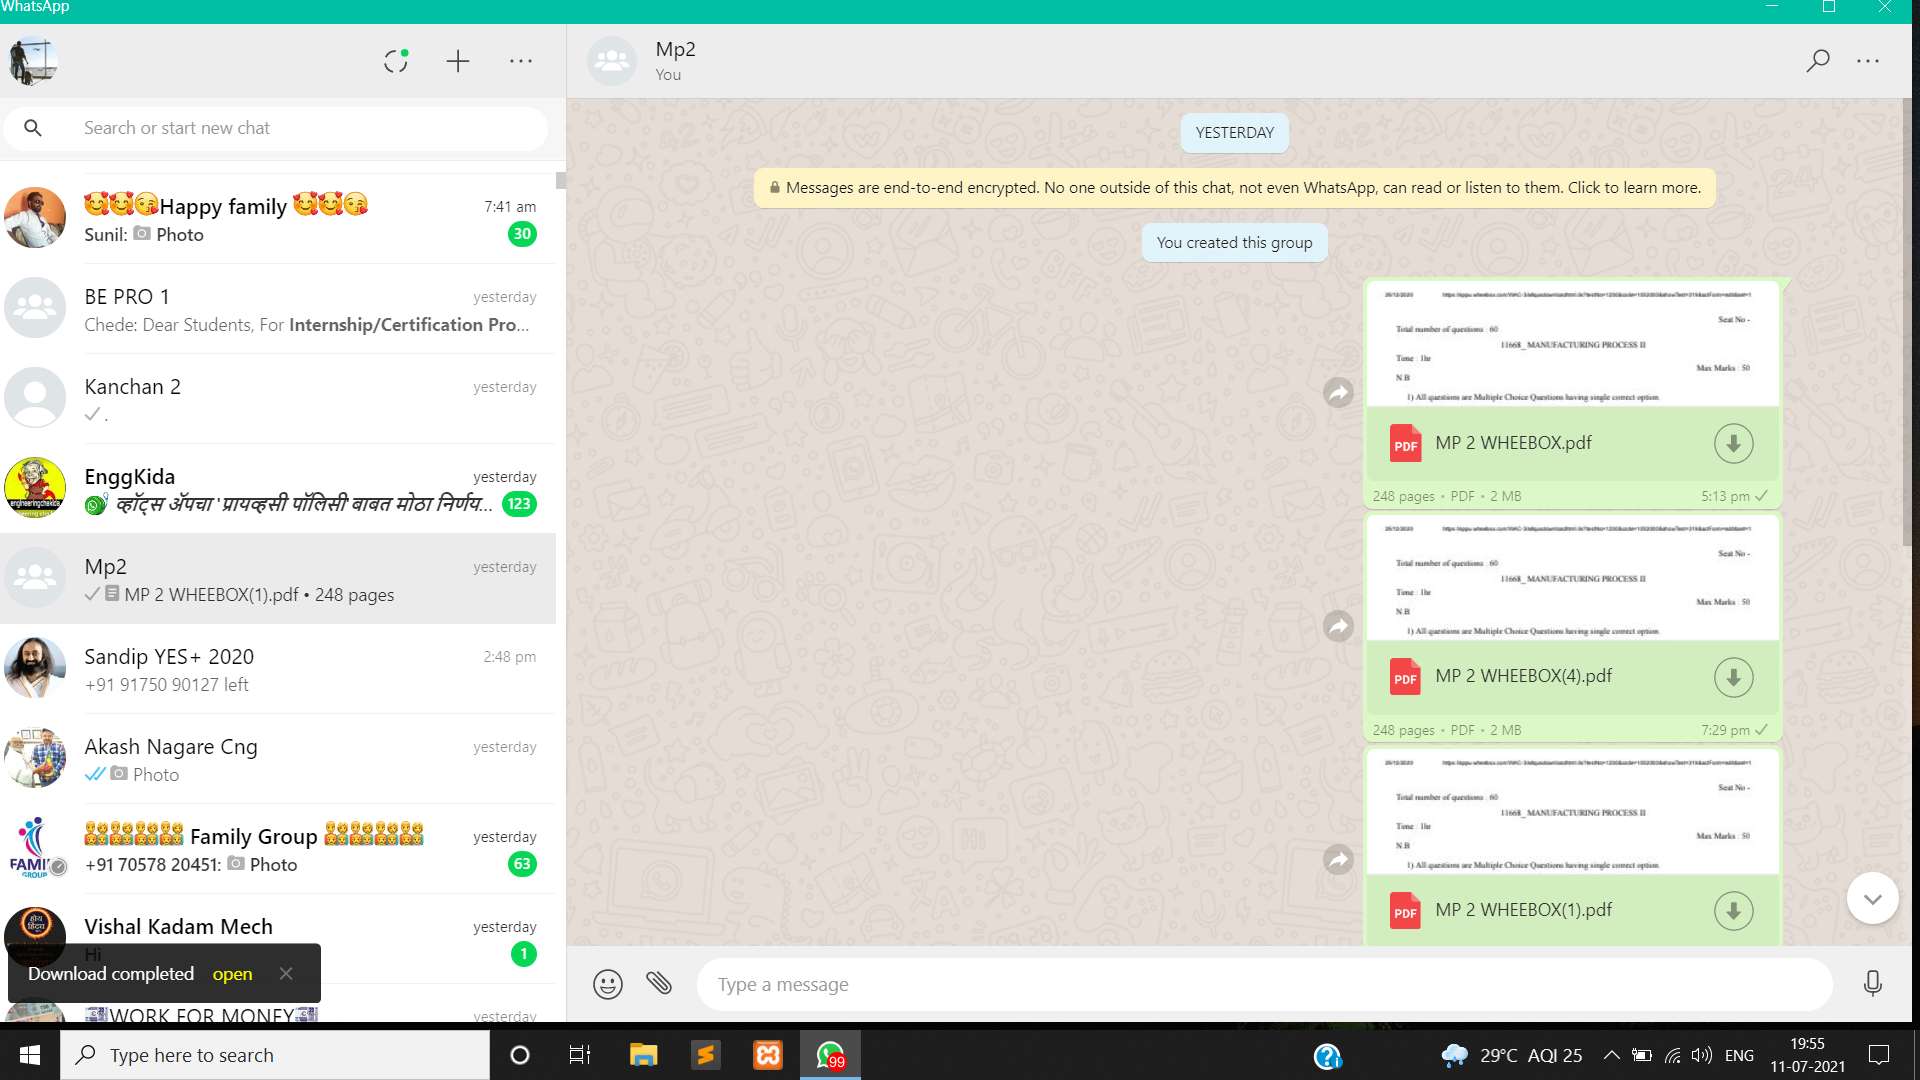 WhatsApp
Search or start new chat
🥰🥰😘Happy family 🥰🥰😘
7:41 am
Sunil: Photo
30
BE PRO 1
yesterday
Chede: Dear Students, For Internship/Certification Pro...
Kanchan 2
yesterday
.
EnggKida
yesterday
व्हॉट्स ॲपचा 'प्रायव्हसी पॉलिसी' बाबत मोठा निर्णय...
123
Mp2
yesterday
MP 2 WHEEBOX(1).pdf • 248 pages
Sandip YES+ 2020
2:48 pm
+91 91750 90127 left
Akash Nagare Cng
yesterday
Photo
Family Group
yesterday
+91 70578 20451: Photo
63
Vishal Kadam Mech
yesterday
Hi
1
Download completed open
WORK FOR MONEY
yesterday
Mp2
You
YESTERDAY
Messages are end-to-end encrypted. No one outside of this chat, not even WhatsApp, can read or listen to them. Click to learn more.
You created this group
Seat No -
Total number of questions : 60
11668_MANUFACTURING PROCESS II
Time : 1hr
Max Marks : 50
N.B
1) All questions are Multiple Choice Questions having single correct option.
PDF MP 2 WHEEBOX.pdf
248 pages • PDF • 2 MB
5:13 pm
Seat No -
Total number of questions : 60
11668_MANUFACTURING PROCESS II
Time : 1hr
Max Marks : 50
N.B
1) All questions are Multiple Choice Questions having single correct option.
PDF MP 2 WHEEBOX(4).pdf
248 pages • PDF • 2 MB
7:29 pm
Seat No -
Total number of questions : 60
11668_MANUFACTURING PROCESS II
Time : 1hr
Max Marks : 50
N.B
1) All questions are Multiple Choice Questions having single correct option.
PDF MP 2 WHEEBOX(1).pdf
Type a message
Type here to search
99
29°C AQI 25
ENG
19:55
11-07-2021